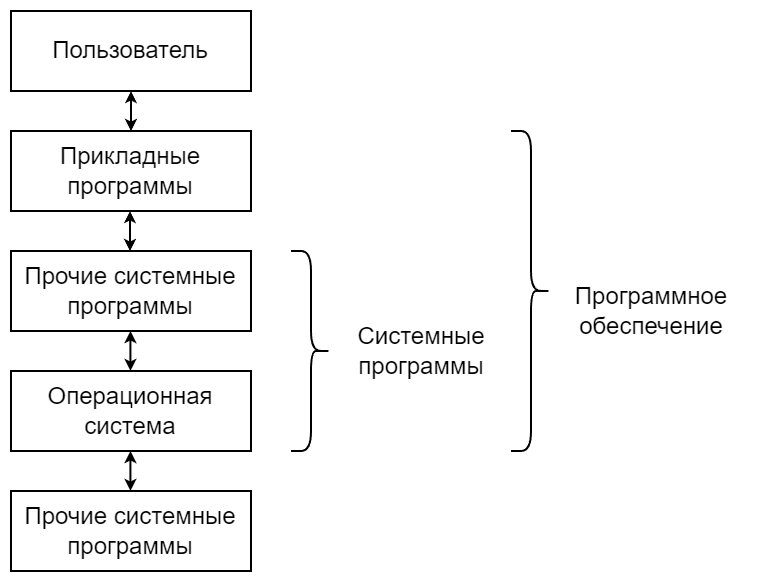 Пользователь
Прикладные
программы
Прочие системные
программы
Системные
программы
Программное
обеспечение
Операционная
система
Прочие системные
программы